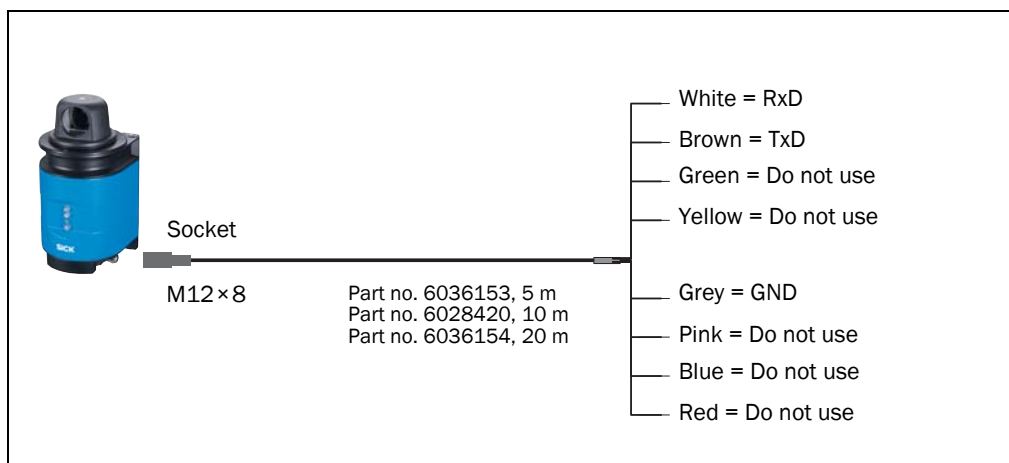 White = RxD
Brown = TxD
Green = Do not use
Yellow = Do not use
SICK
Socket
M12×8
Part no. 6036153, 5 m
Part no. 6028420, 10 m
Part no. 6036154, 20 m
Grey = GND
Pink = Do not use
Blue = Do not use
Red = Do not use